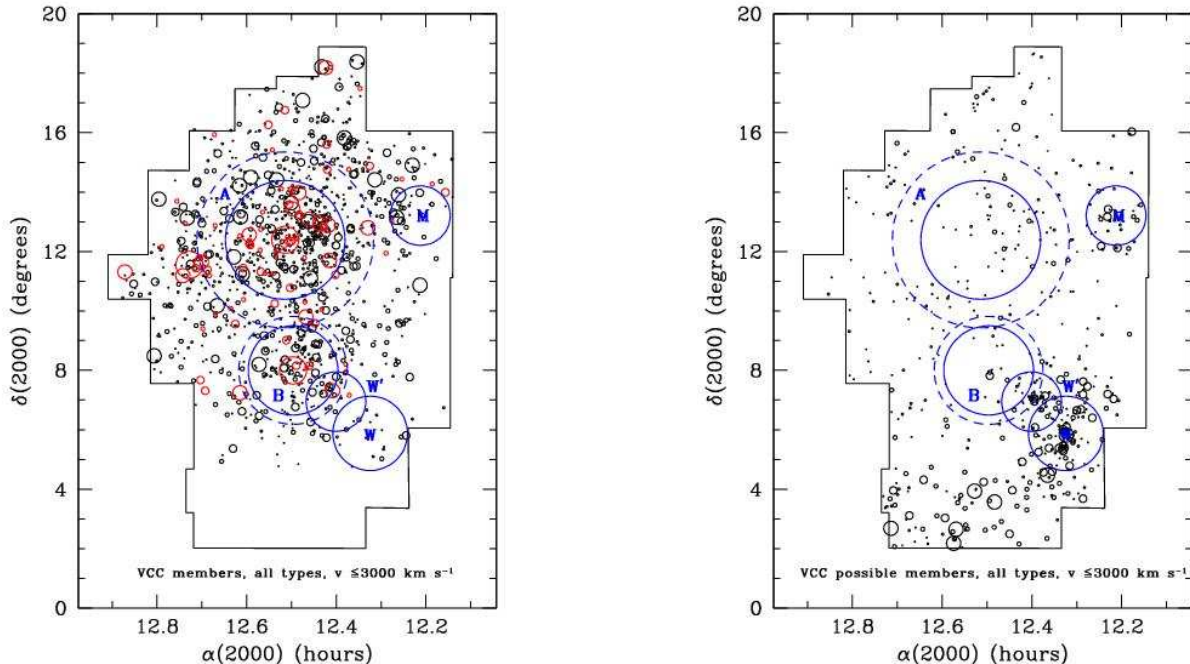 20
16
12
8
4
0
δ(2000) (degrees)
A
M
B
W'
W
VCC members, all types, v ≦3000 km s⁻¹
12.8 12.6 12.4 12.2
α(2000) (hours)
20
16
12
8
4
0
δ(2000) (degrees)
A
M
B
W'
VCC possible members, all types, v ≦3000 km s⁻¹
12.8 12.6 12.4 12.2
α(2000) (hours)